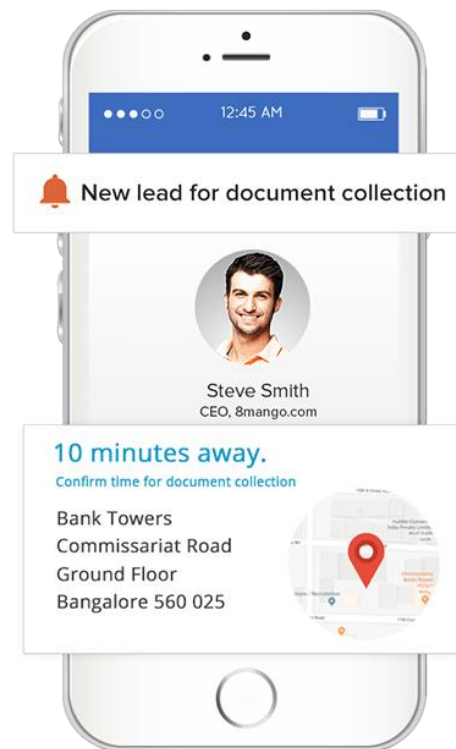 12:45 AM
New lead for document collection
Steve Smith
CEO, 8mango.com
10 minutes away.
Confirm time for document collection
Bank Towers
Commissariat Road
Ground Floor
Bangalore 560 025